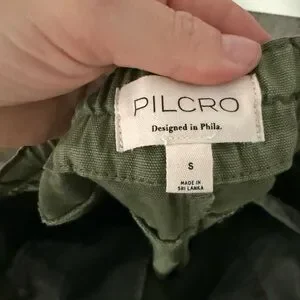 PILCRO
Designed in Phila.
S
MADE IN
SRI LANKA